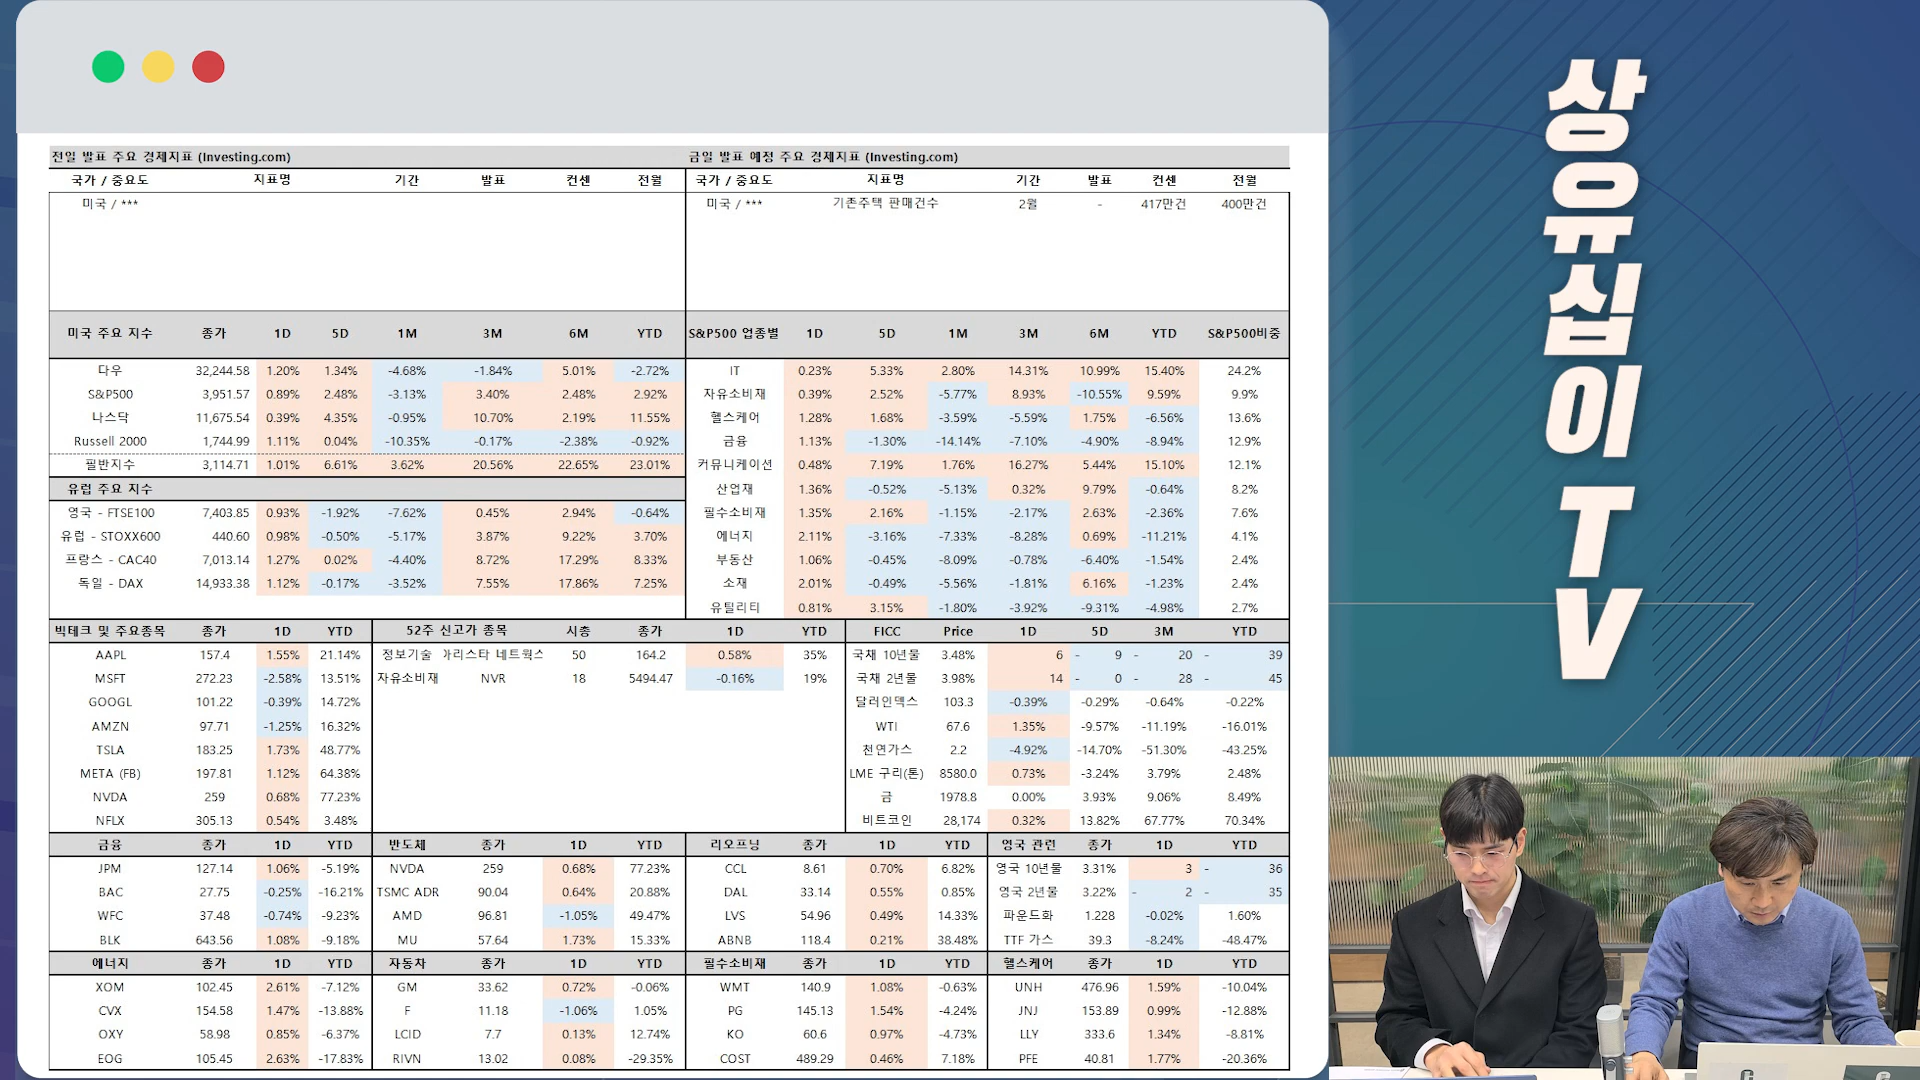 전일 발표 주요 경제지표 (Investing.com) 금일 발표 예정 주요 경제지표 (Investing.com)
국가 / 중요도 지표명 기간 발표 컨센 전월 국가 / 중요도 지표명 기간 발표 컨센 전월
미국 / *** 미국 / *** 기존주택 판매건수 2월 - 417만건 400만건
미국 주요 지수 종가 1D 5D 1M 3M 6M YTD S&P500 업종별 1D 5D 1M 3M 6M YTD S&P500비중
다우 32,244.58 1.20% 1.34% -4.68% -1.84% 5.01% -2.72% IT 0.23% 5.33% 2.80% 14.31% 10.99% 15.40% 24.2%
S&P500 3,951.57 0.89% 2.48% -3.13% 3.40% 2.48% 2.92% 자유소비재 0.39% 2.52% -5.77% 8.93% -10.55% 9.59% 9.9%
나스닥 11,675.54 0.39% 4.35% -0.95% 10.70% 2.19% 11.55% 헬스케어 1.28% 1.68% -3.59% -5.59% 1.75% -6.56% 13.6%
Russell 2000 1,744.99 1.11% 0.04% -10.35% -0.17% -2.38% -0.92% 금융 1.13% -1.30% -14.14% -7.10% -4.90% -8.94% 12.9%
필반지수 3,114.71 1.01% 6.61% 3.62% 20.56% 22.65% 23.01% 커뮤니케이션 0.48% 7.19% 1.76% 16.27% 5.44% 15.10% 12.1%
유럽 주요 지수 산업재 1.36% -0.52% -5.13% 0.32% 9.79% -0.64% 8.2%
영국 - FTSE100 7,403.85 0.93% -1.92% -7.62% 0.45% 2.94% -0.64% 필수소비재 1.35% 2.16% -1.15% -2.17% 2.63% -2.36% 7.6%
유럽 - STOXX600 440.60 0.98% -0.50% -5.17% 3.87% 9.22% 3.70% 에너지 2.11% -3.16% -7.33% -8.28% 0.69% -11.21% 4.1%
프랑스 - CAC40 7,013.14 1.27% 0.02% -4.40% 8.72% 17.29% 8.33% 부동산 1.06% -0.45% -8.09% -0.78% -6.40% -1.54% 2.4%
독일 - DAX 14,933.38 1.12% -0.17% -3.52% 7.55% 17.86% 7.25% 소재 2.01% -0.49% -5.56% -1.81% 6.16% -1.23% 2.4%
유틸리티 0.81% 3.15% -1.80% -3.92% -9.31% -4.98% 2.7%
빅테크 및 주요종목 종가 1D YTD 52주 신고가 종목 시총 종가 1D YTD FICC Price 1D 5D 3M YTD
AAPL 157.4 1.55% 21.14% 정보기술 아리스타 네트웍스 50 164.2 0.58% 35% 국채 10년물 3.48% 6 - 9 - 20 - 39
MSFT 272.23 -2.58% 13.51% 자유소비재 NVR 18 5494.47 -0.16% 19% 국채 2년물 3.98% 14 - 0 - 28 - 45
GOOGL 101.22 -0.39% 14.72% 달러인덱스 103.3 -0.39% -0.29% -0.64% -0.22%
AMZN 97.71 -1.25% 16.32% WTI 67.6 1.35% -9.57% -11.19% -16.01%
TSLA 183.25 1.73% 48.77% 천연가스 2.2 -4.92% -14.70% -51.30% -43.25%
META (FB) 197.81 1.12% 64.38% LME 구리(톤) 8580.0 0.73% -3.24% 3.79% 2.48%
NVDA 259 0.68% 77.23% 금 1978.8 0.00% 3.93% 9.06% 8.49%
NFLX 305.13 0.54% 3.48% 비트코인 28,174 0.32% 13.82% 67.77% 70.34%
금융 종가 1D YTD 반도체 종가 1D YTD 리오프닝 종가 1D YTD 영국 관련 종가 1D YTD
JPM 127.14 1.06% -5.19% NVDA 259 0.68% 77.23% CCL 8.61 0.70% 6.82% 영국 10년물 3.31% 3 - 36
BAC 27.75 -0.25% -16.21% TSMC ADR 90.04 0.64% 20.88% DAL 33.14 0.55% 0.85% 영국 2년물 3.22% - 2 - 35
WFC 37.48 -0.74% -9.23% AMD 96.81 -1.05% 49.47% LVS 54.96 0.49% 14.33% 파운드화 1.228 -0.02% 1.60%
BLK 643.56 1.08% -9.18% MU 57.64 1.73% 15.33% ABNB 118.4 0.21% 38.48% TTF 가스 39.3 -8.24% -48.47%
에너지 종가 1D YTD 자동차 종가 1D YTD 필수소비재 종가 1D YTD 헬스케어 종가 1D YTD
XOM 102.45 2.61% -7.12% GM 33.62 0.72% -0.06% WMT 140.9 1.08% -0.63% UNH 476.96 1.59% -10.04%
CVX 154.58 1.47% -13.88% F 11.18 -1.06% 1.05% PG 145.13 1.54% -4.24% JNJ 153.89 0.99% -12.88%
OXY 58.98 0.85% -6.37% LCID 7.7 0.13% 12.74% KO 60.6 0.97% -4.73% LLY 333.6 1.34% -8.81%
EOG 105.45 2.63% -17.83% RIVN 13.02 0.08% -29.35% COST 489.29 0.46% 7.18% PFE 40.81 1.77% -20.36%
상유십이 TV